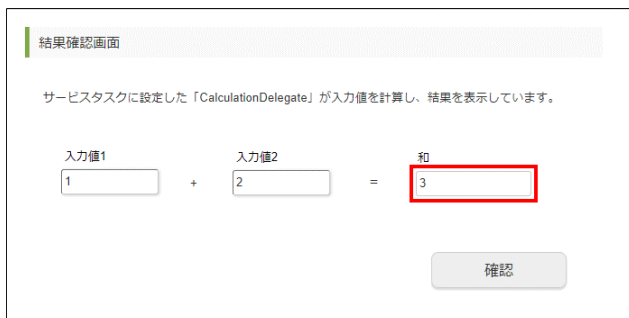 結果確認画面
サービスタスクに設定した「CalculationDelegate」が入力値を計算し、結果を表示しています。
入力値1 入力値2 和
1 + 2 = 3
確認